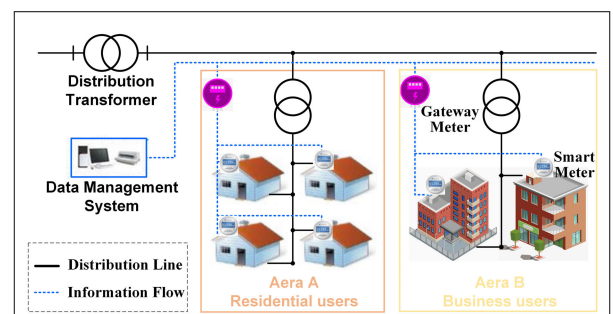 Distribution
Transformer
Gateway
Meter
Smart
Meter
Data Management
System
Distribution Line
Information Flow
Aera A
Residential users
Aera B
Business users